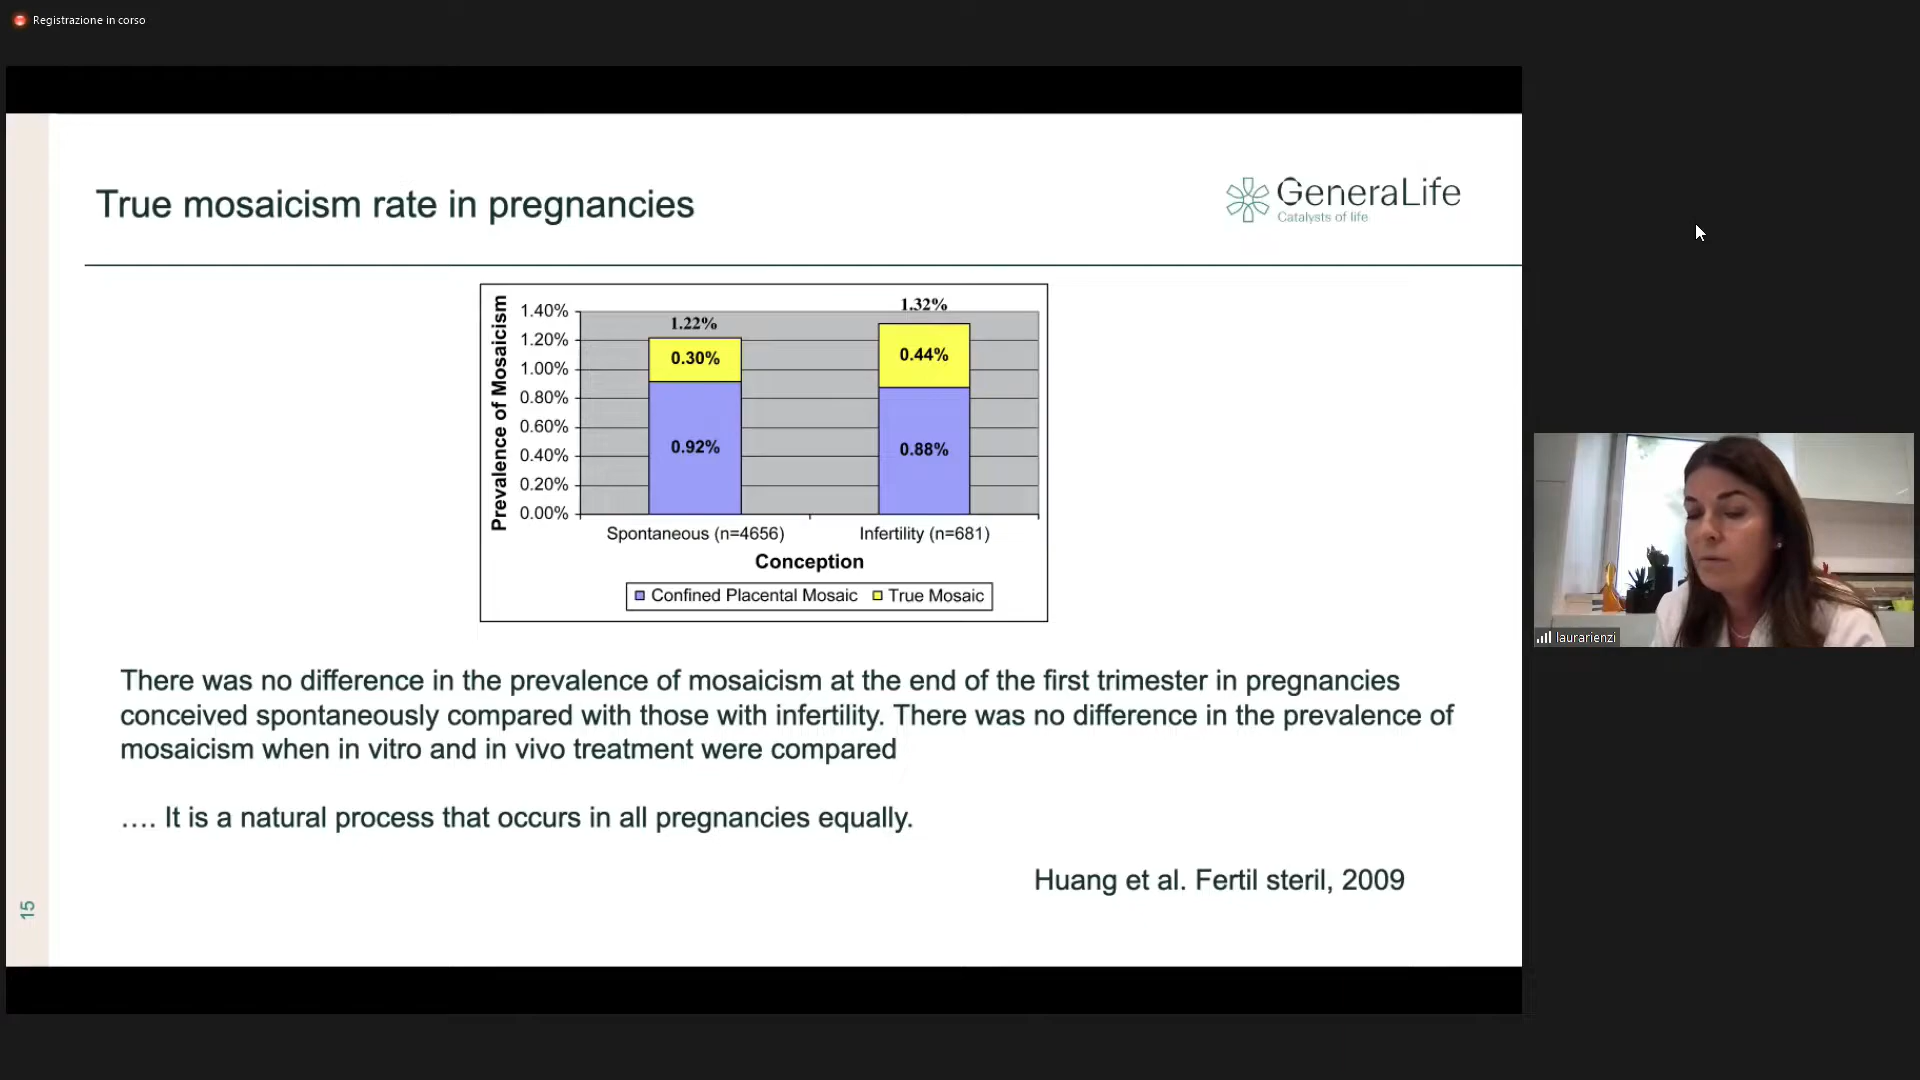 Registrazione in corso
True mosaicism rate in pregnancies
GeneraLife
Catalysts of life
Prevalence of Mosaicism
1.40%
1.20%
1.00%
0.80%
0.60%
0.40%
0.20%
0.00%
1.22%
0.30%
0.92%
1.32%
0.44%
0.88%
Spontaneous (n=4656)
Infertility (n=681)
Conception
Confined Placental Mosaic
True Mosaic
There was no difference in the prevalence of mosaicism at the end of the first trimester in pregnancies
conceived spontaneously compared with those with infertility. There was no difference in the prevalence of
mosaicism when in vitro and in vivo treatment were compared
…. It is a natural process that occurs in all pregnancies equally.
Huang et al. Fertil steril, 2009
15
laurarienzi